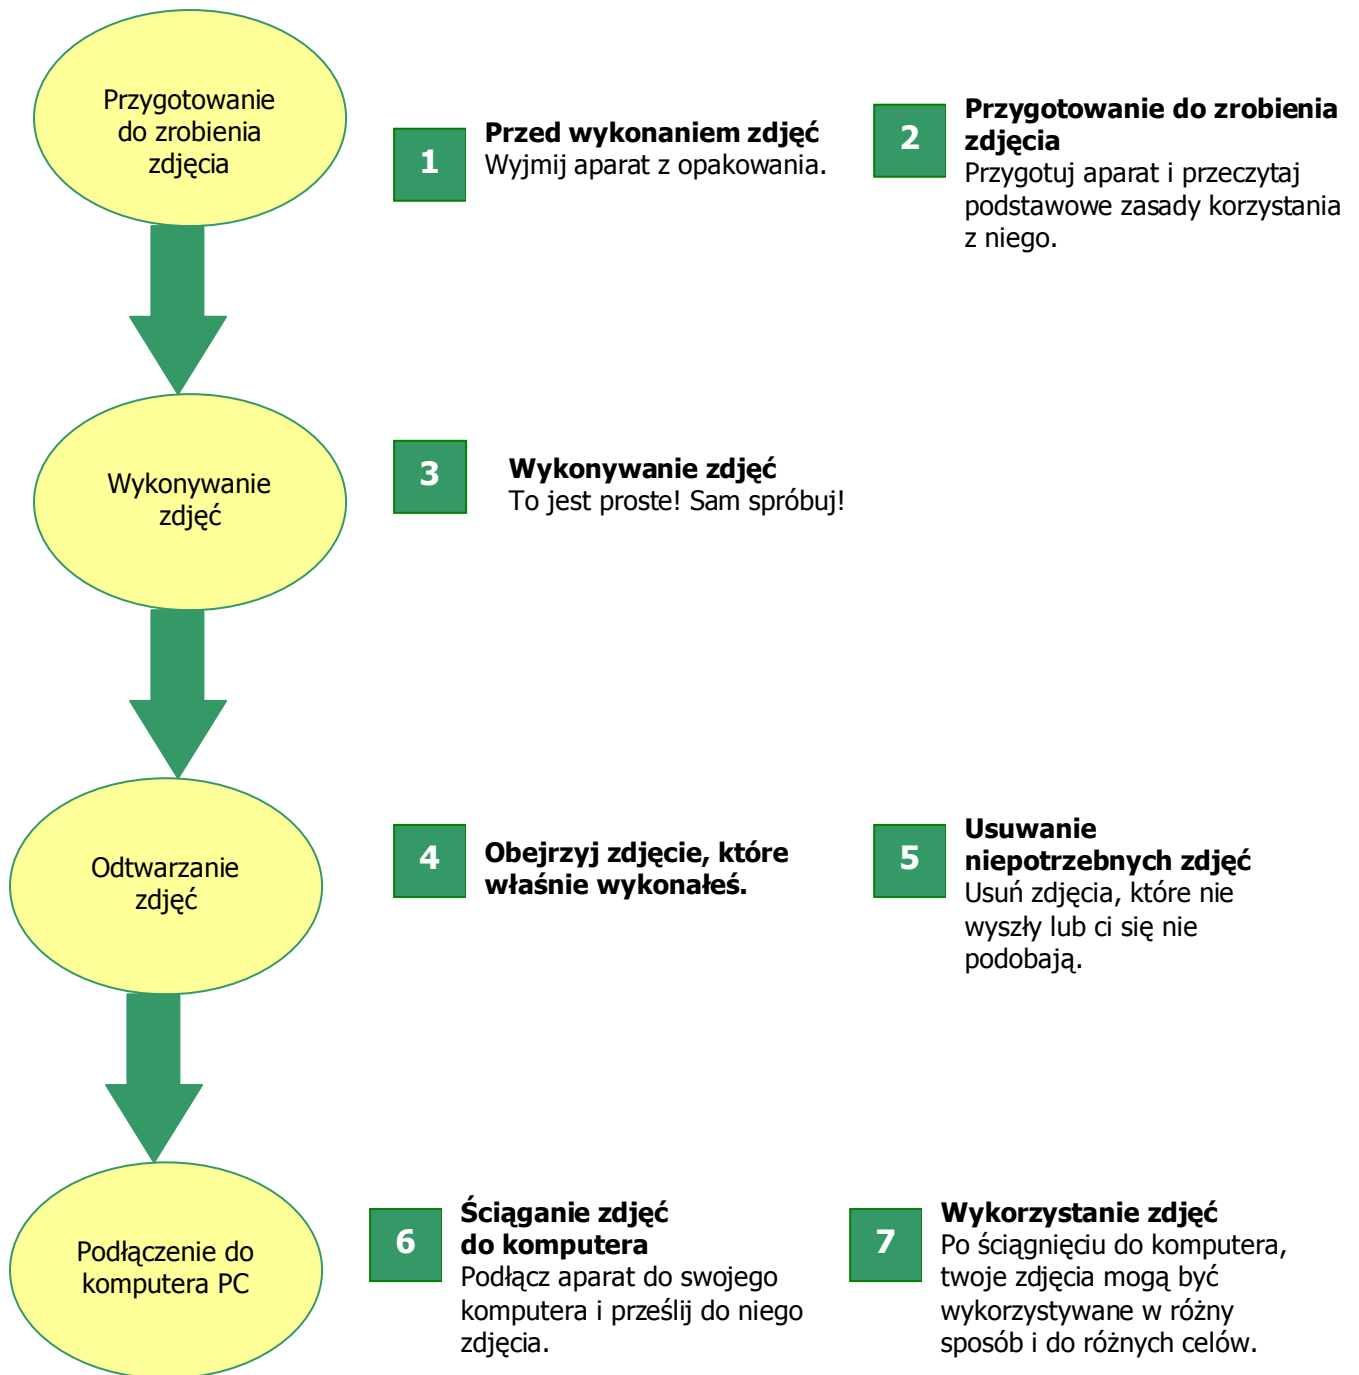 Przygotowanie
do zrobienia
zdjęcia
1
Przed wykonaniem zdjęć
Wyjmij aparat z opakowania.
2
Przygotowanie do zrobienia
zdjęcia
Przygotuj aparat i przeczytaj
podstawowe zasady korzystania
z niego.
Wykonywanie
zdjęć
3
Wykonywanie zdjęć
To jest proste! Sam spróbuj!
Odtwarzanie
zdjęć
4
Obejrzyj zdjęcie, które
właśnie wykonałeś.
5
Usuwanie
niepotrzebnych zdjęć
Usuń zdjęcia, które nie
wyszły lub ci się nie
podobają.
Podłączenie do
komputera PC
6
Ściąganie zdjęć
do komputera
Podłącz aparat do swojego
komputera i prześlij do niego
zdjęcia.
7
Wykorzystanie zdjęć
Po ściągnięciu do komputera,
twoje zdjęcia mogą być
wykorzystywane w różny
sposób i do różnych celów.